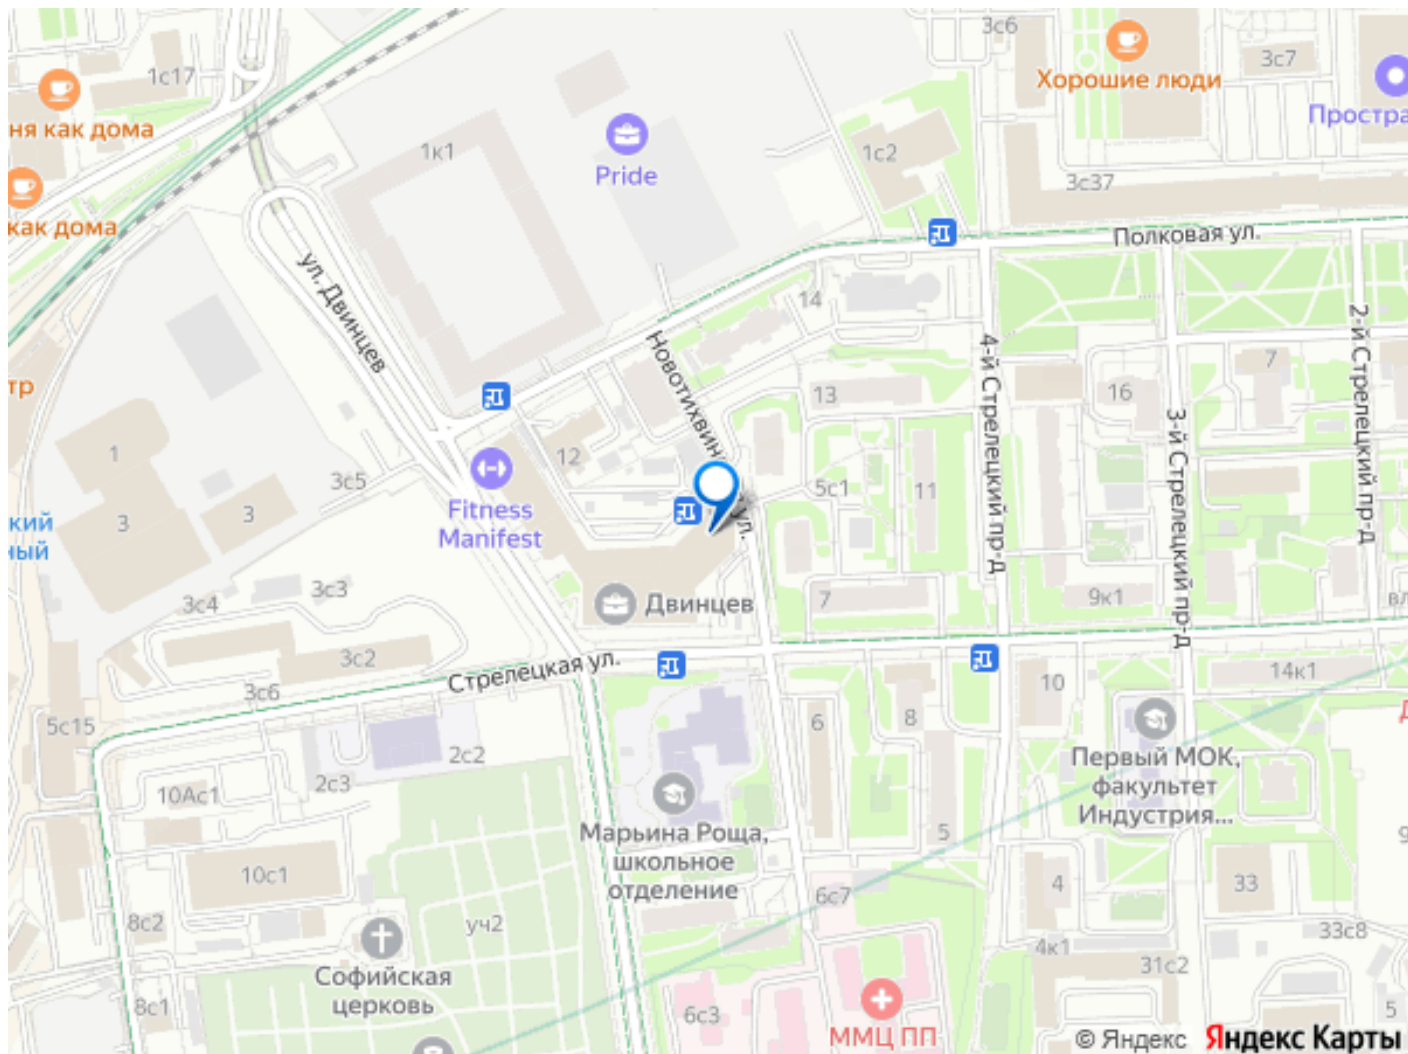 3с6
1с17
3с7
Хорошие люди
ня как дома
Простра
1к1
1с2
Pride
3с37
как дома
Полковая ул.
ул. Двинцев
14
2-й Стрелецкий пр-д
Новотихвин
ул.
4-й Стрелецкий пр-д
7
тр
13
16
3-й Стрелецкий пр-д
1
12
3с5
5с1
11
3
3
Fitness
Manifest
кий
ный
3с3
3с4
Двинцев
7
9к1
вл
3с2
Стрелецкая ул.
3с6
14к1
10
5с15
6
8
2с2
Первый МОК,
факультет
Индустрия...
2с3
10Ас1
Марьина Роща,
школьное
отделение
5
9
10с1
4
33
6с7
8с2
уч2
33с8
4к1
31с2
Софийская
церковь
8с1
6с3
5
ММЦ ПП
© Яндекс Яндекс Карты